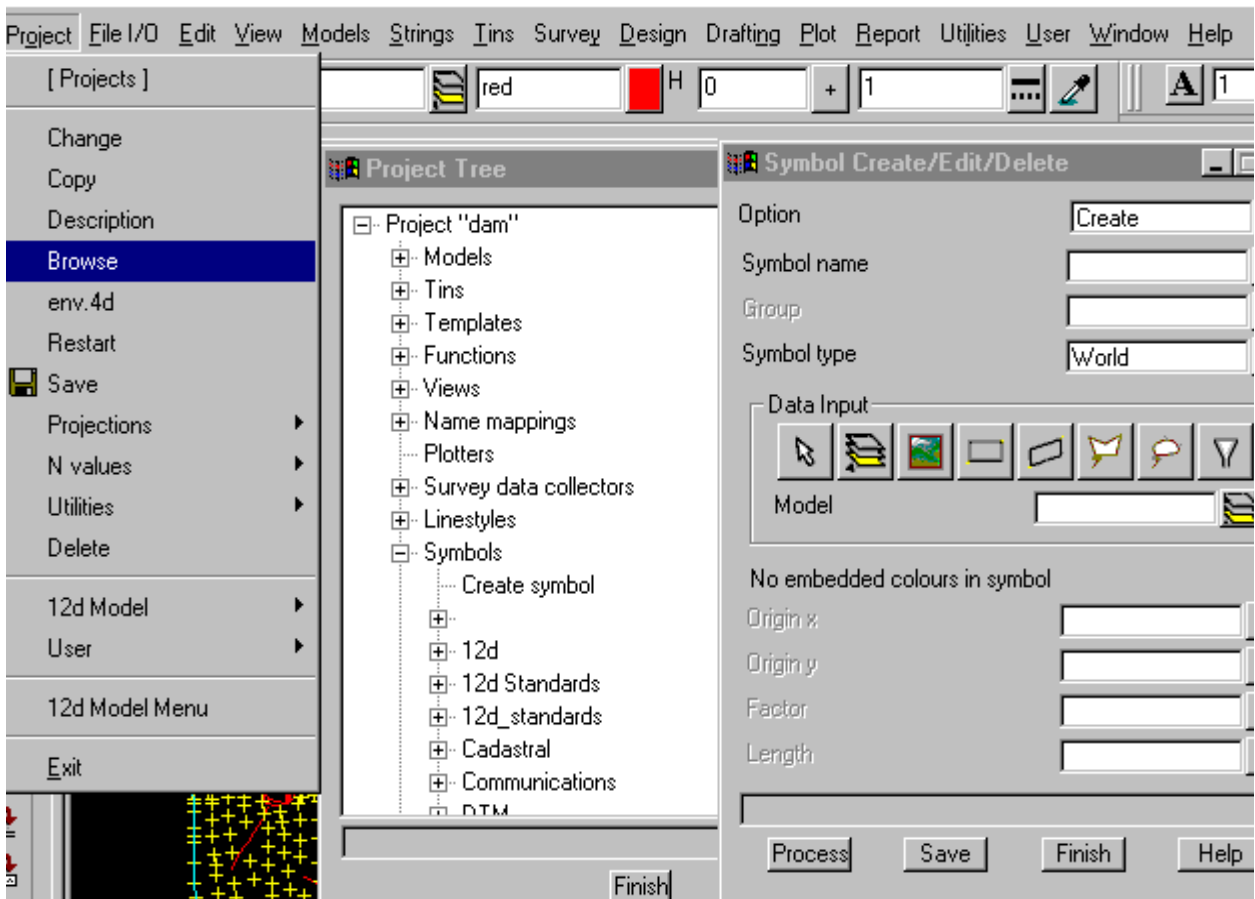 Project File I/O Edit View Models Strings Tins Survey Design Drafting Plot Report Utilities User Window Help
red H 0 + 1 A 1
[ Projects ]
Change
Copy
Description
Browse
env.4d
Restart
Save
Projections
N values
Utilities
Delete
12d Model
User
12d Model Menu
Exit
Project Tree
Project "dam"
Models
Tins
Templates
Functions
Views
Name mappings
Plotters
Survey data collectors
Linestyles
Symbols
Create symbol
12d
12d Standards
12d_standards
Cadastral
Communications
DTM
Finish
Symbol Create/Edit/Delete
Option Create
Symbol name
Group
Symbol type World
Data Input
Model
No embedded colours in symbol
Origin x
Origin y
Factor
Length
Process Save Finish Help